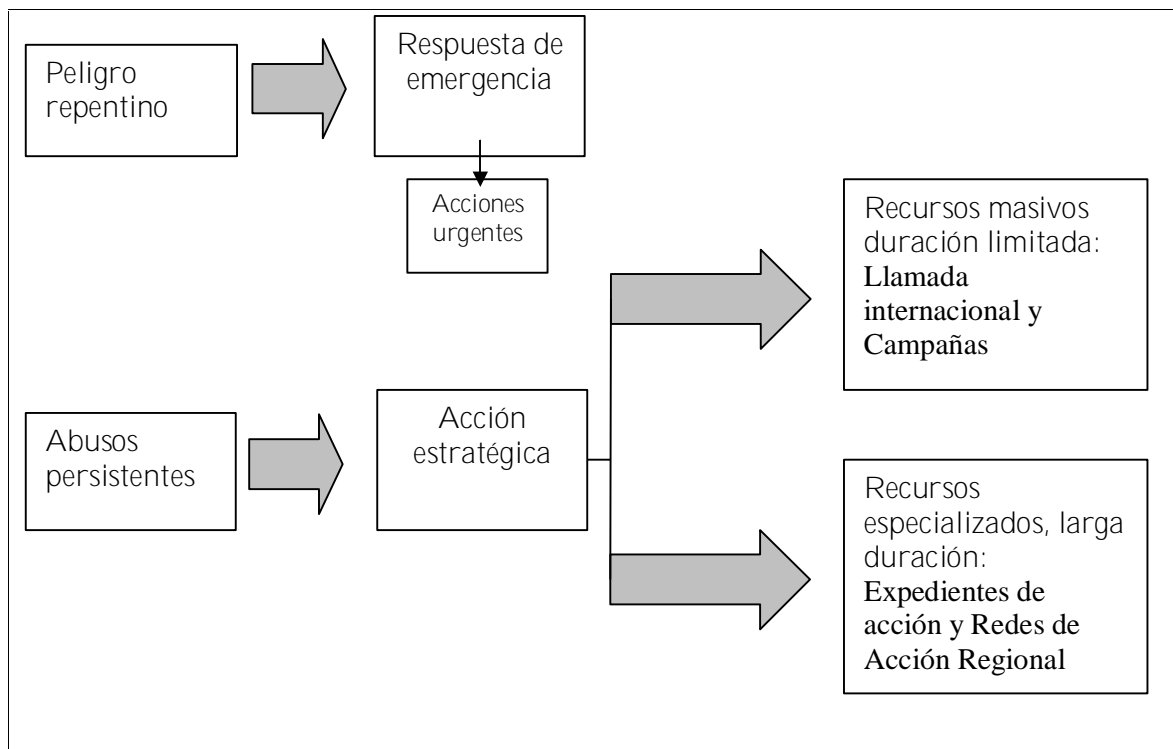 Peligro
repentino
Respuesta de
emergencia
Acciones
urgentes
Recursos masivos
duración limitada:
Llamada
internacional y
Campañas
Abusos
persistentes
Acción
estratégica
Recursos
especializados, larga
duración:
Expedientes de
acción y Redes de
Acción Regional